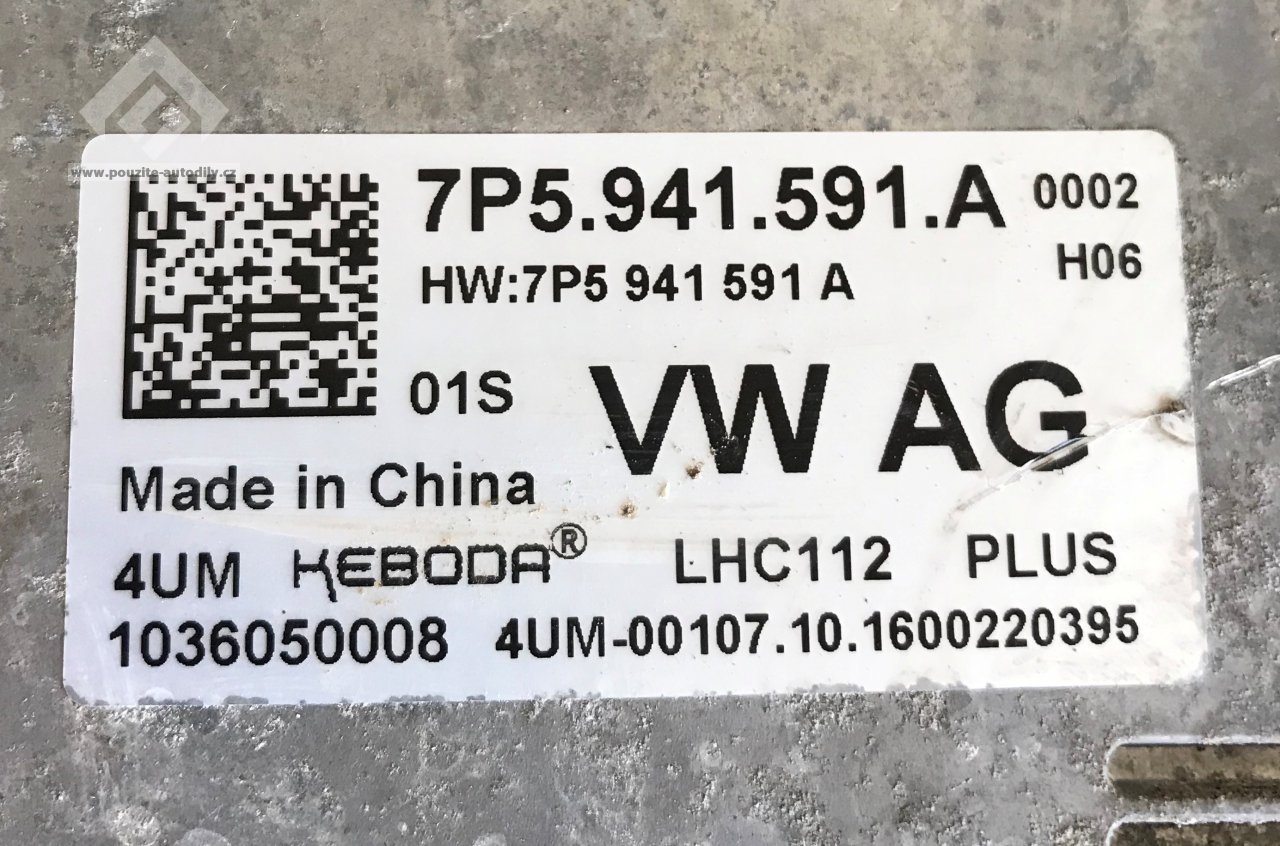 www.pouzite-autodily.cz
7P5.941.591.A 0002
HW:7P5 941 591 A H06
01S VW AG
Made in China
4UM KEBODA® LHC112 PLUS
1036050008 4UM-00107.10.1600220395